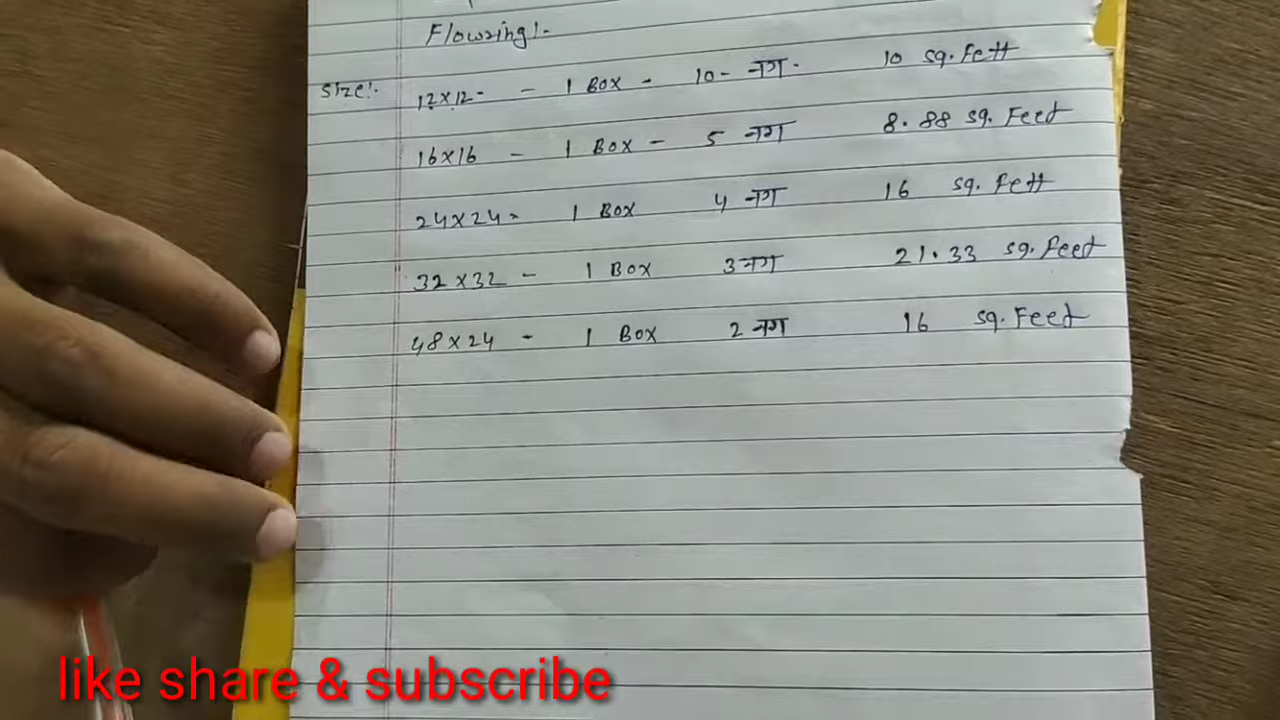 Flowring!-
Size!- 12x12- - 1 Box - 10- नग. 10 sq. Fett
16x16 - 1 Box - 5 नग 8.88 sq. Feet
24x24- 1 Box 4 नग 16 sq. Fett
32x32 - 1 Box 3 नग 21.33 sq. Feet
48x24 - 1 Box 2 नग 16 sq. Feet
like share & subscribe